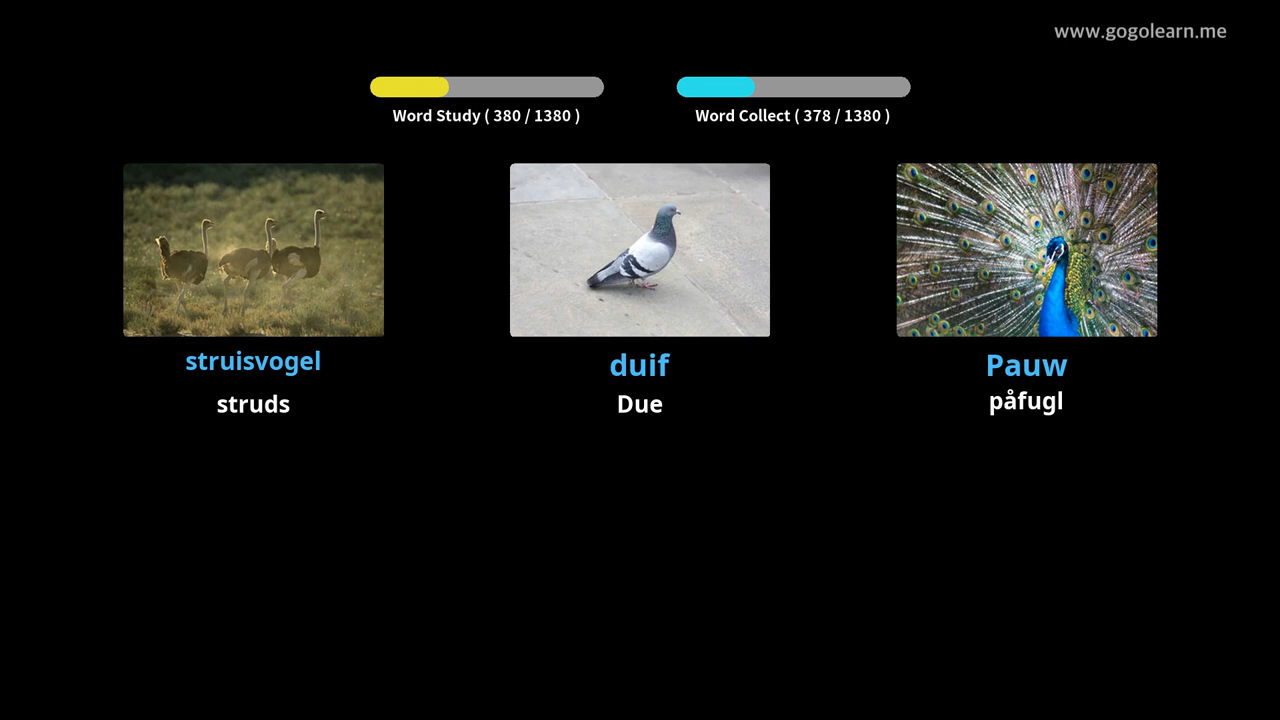 www.gogolearn.me
Word Study ( 380 / 1380 )
Word Collect ( 378 / 1380 )
struisvogel
duif
Pauw
struds
Due
påfugl